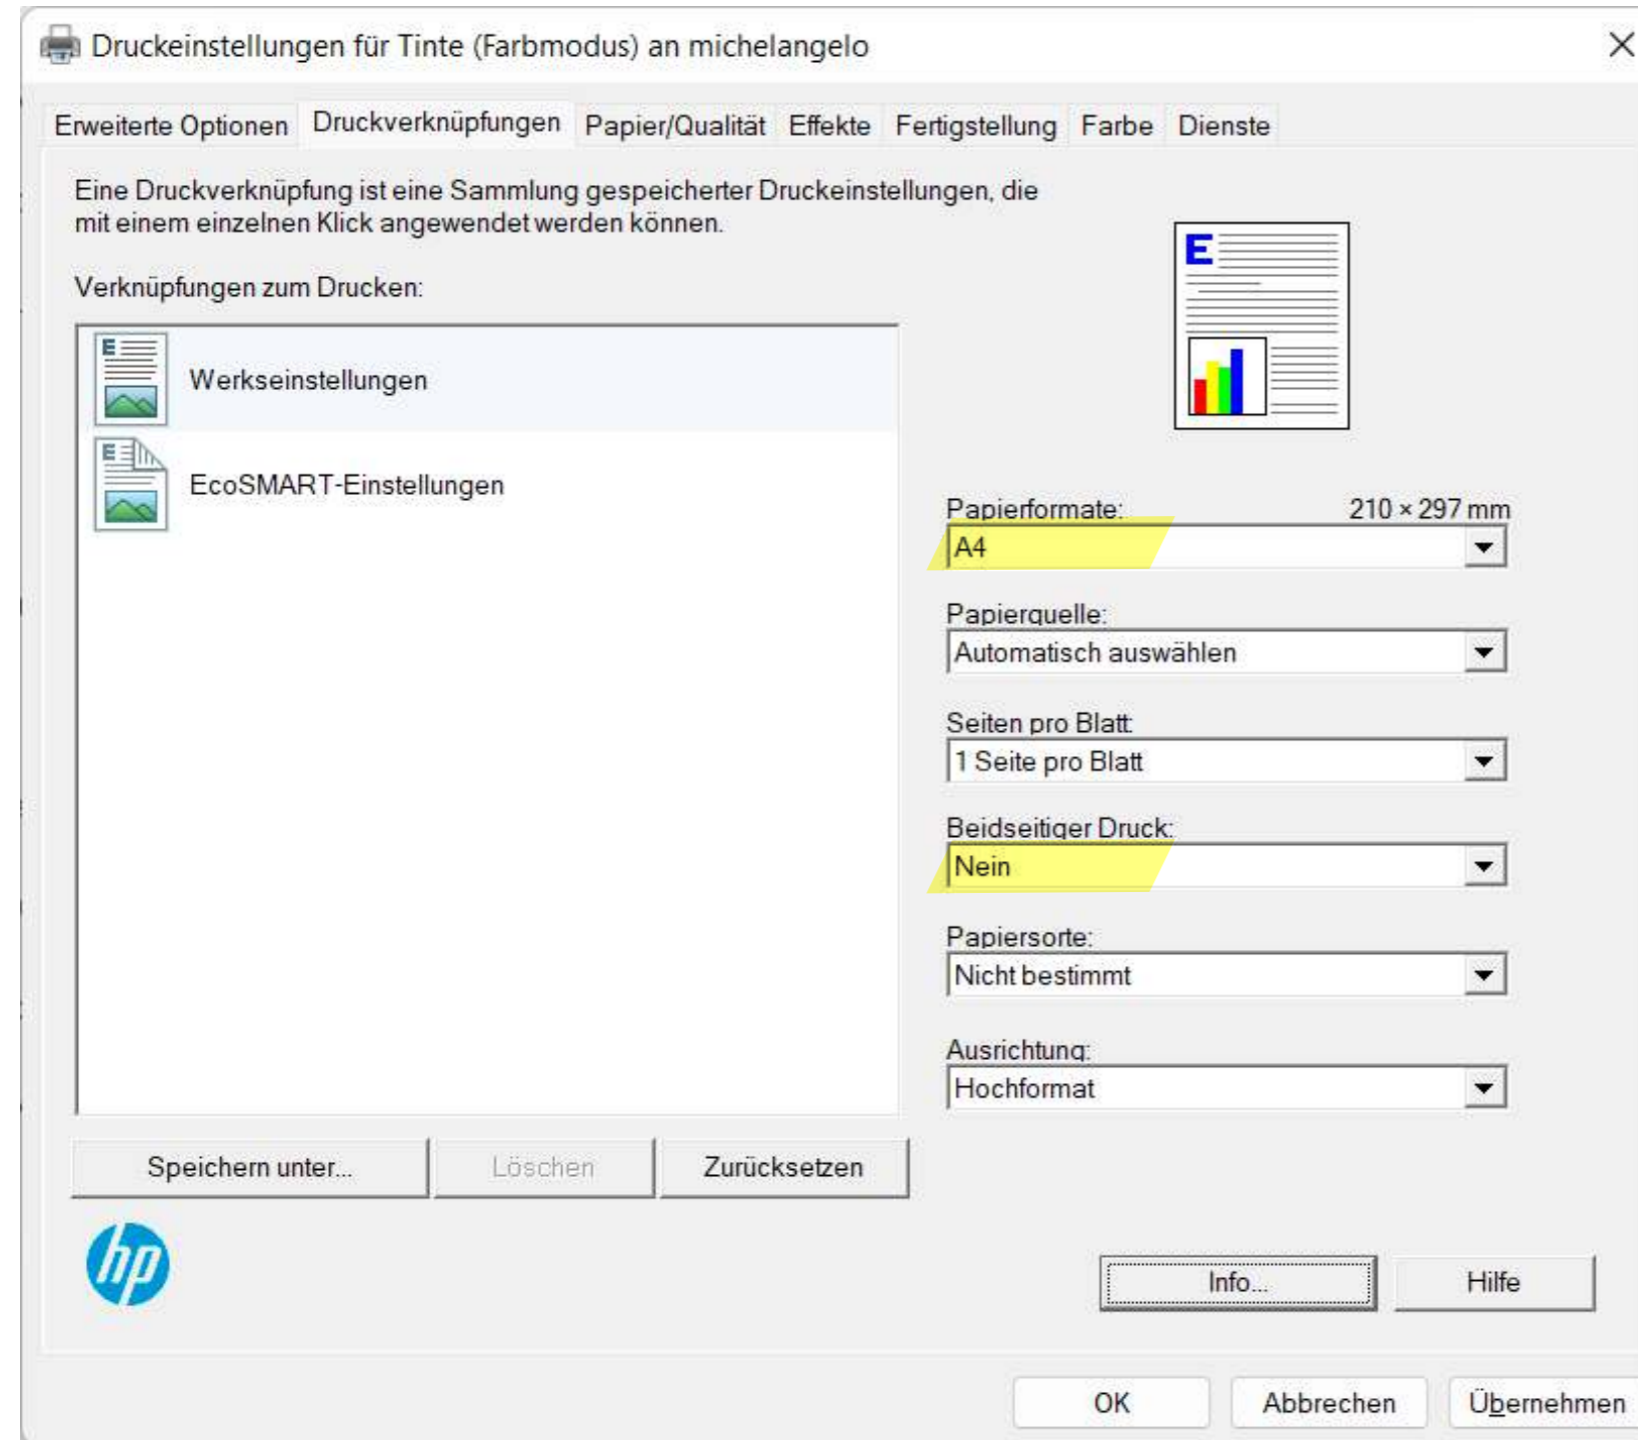 Druckeinstellungen für Tinte (Farbmodus) an michelangelo
Erweiterte Optionen Druckverknüpfungen Papier/Qualität Effekte Fertigstellung Farbe Dienste
Eine Druckverknüpfung ist eine Sammlung gespeicherter Druckeinstellungen, die
mit einem einzelnen Klick angewendet werden können.
Verknüpfungen zum Drucken:
E
Werkseinstellungen
E
EcoSMART-Einstellungen
E
Papierformate: 210 × 297 mm
A4
Papierquelle:
Automatisch auswählen
Seiten pro Blatt:
1 Seite pro Blatt
Beidseitiger Druck:
Nein
Papiersorte:
Nicht bestimmt
Ausrichtung:
Hochformat
Speichern unter... Löschen Zurücksetzen
hp
Info... Hilfe
OK Abbrechen Übernehmen